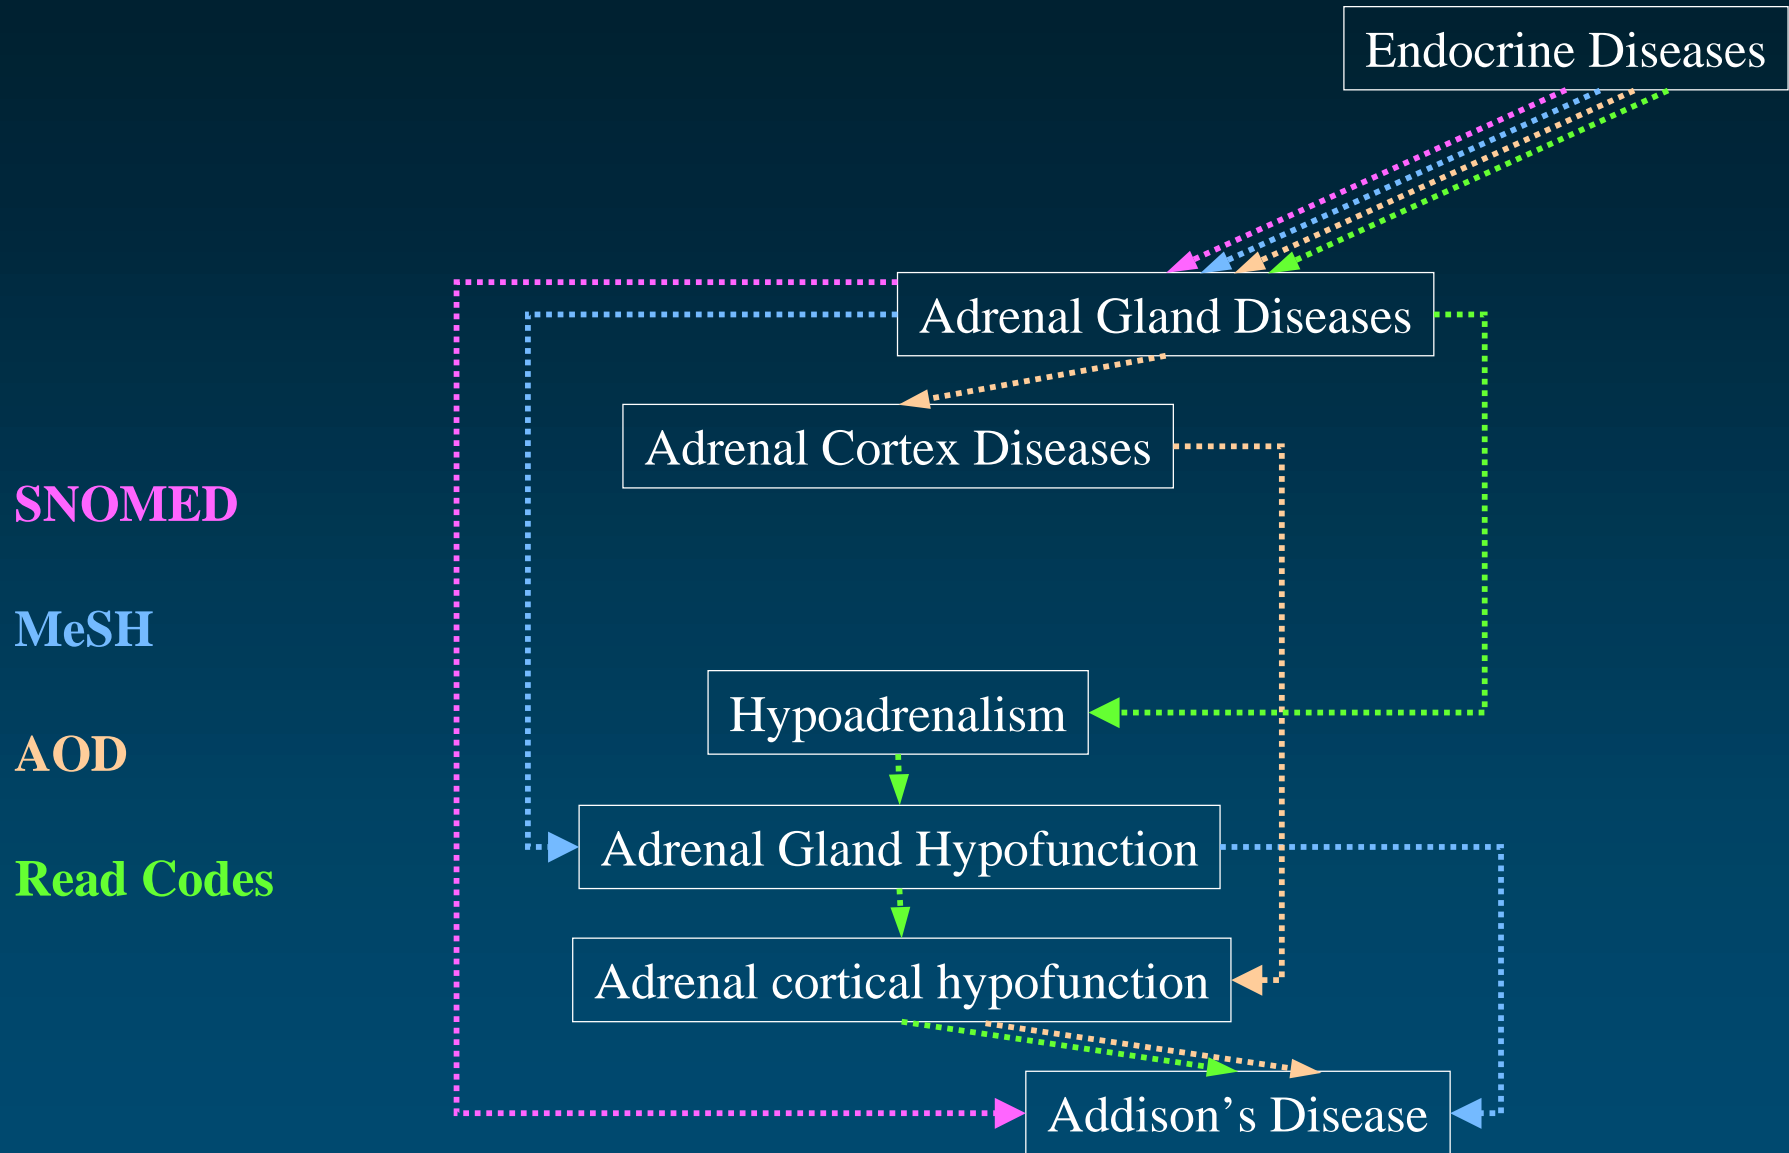 Endocrine Diseases
Adrenal Gland Diseases
Adrenal Cortex Diseases
SNOMED
MeSH
Hypoadrenalism
AOD
Adrenal Gland Hypofunction
Read Codes
Adrenal cortical hypofunction
Addison’s Disease